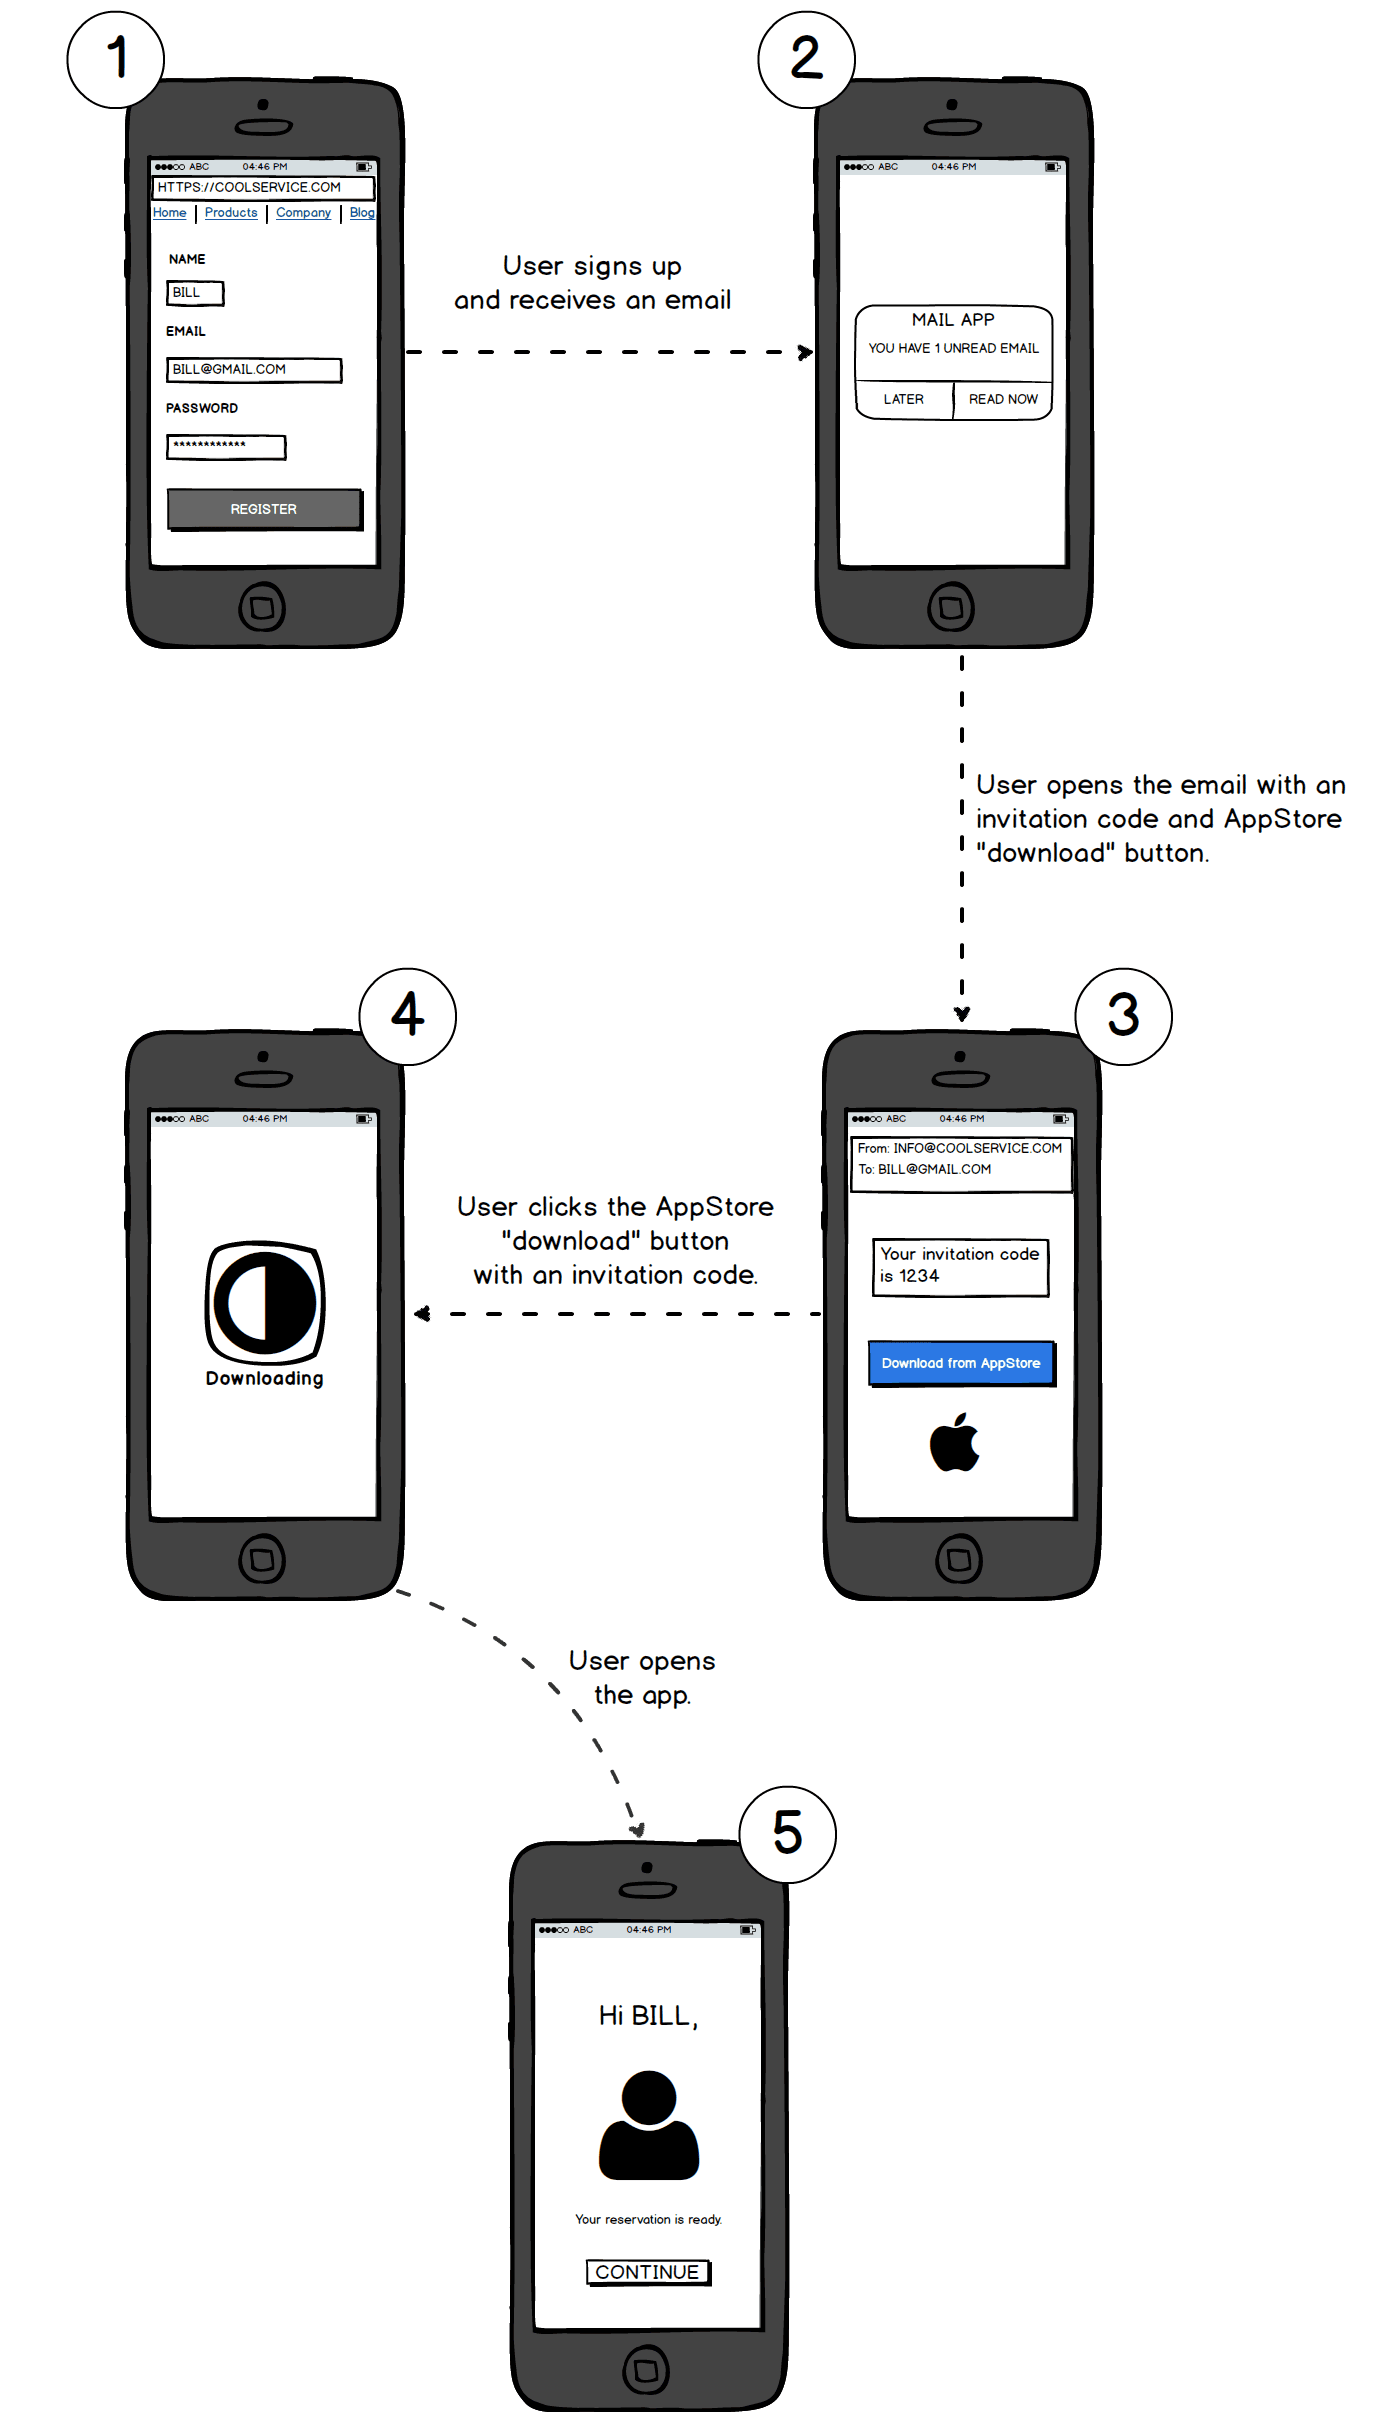 1
ABC 04:46 PM
HTTPS://COOLSERVICE.COM
Home Products Company Blog
NAME
BILL
EMAIL
BILL@GMAIL.COM
PASSWORD
************
REGISTER
User signs up
and receives an email
2
ABC 04:46 PM
MAIL APP
YOU HAVE 1 UNREAD EMAIL
LATER READ NOW
User opens the email with an
invitation code and AppStore
"download" button.
3
ABC 04:46 PM
From: INFO@COOLSERVICE.COM
To: BILL@GMAIL.COM
Your invitation code
is 1234
Download from AppStore
User clicks the AppStore
"download" button
with an invitation code.
4
ABC 04:46 PM
Downloading
User opens
the app.
5
ABC 04:46 PM
Hi BILL,
Your reservation is ready.
CONTINUE